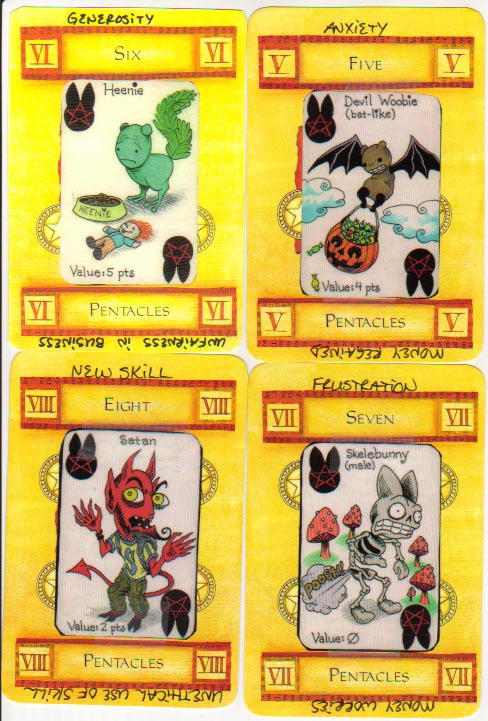 GENEROSITY
VI SIX VI
Heenie
HEENIE
Value: 5 pts
VI PENTACLES VI
UNFAIRNESS IN BUSINESS
ANXIETY
V FIVE V
Devil Woobie
(bat-like)
Value: 4 pts
V PENTACLES V
MONEY REGAINED
NEW SKILL
VIII EIGHT VIII
Satan
Value: 2 pts
VIII PENTACLES VIII
UNETHICAL USE OF SKILL
FRUSTRATION
VII SEVEN VII
Skelebunny
(male)
POOSH!
Value: Ø
VII PENTACLES VII
MONEY WORRIES